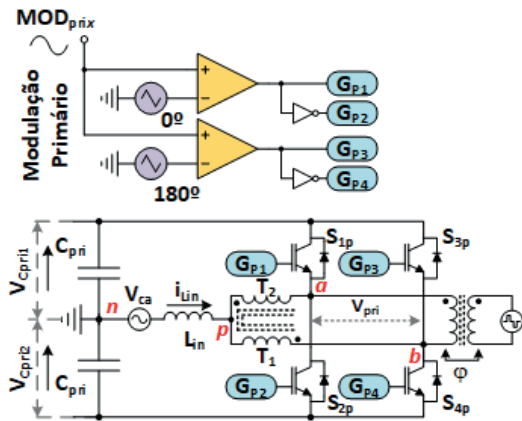 MODprix
Modulação
Primário
0º
180º
GP1
GP2
GP3
GP4
VCpri1
Cpri
n
Vca
iLin
Lin
p
T2
T1
GP1
S1p
GP3
S3p
a
Vpri
b
VCpri2
Cpri
GP2
S2p
GP4
S4p
φ